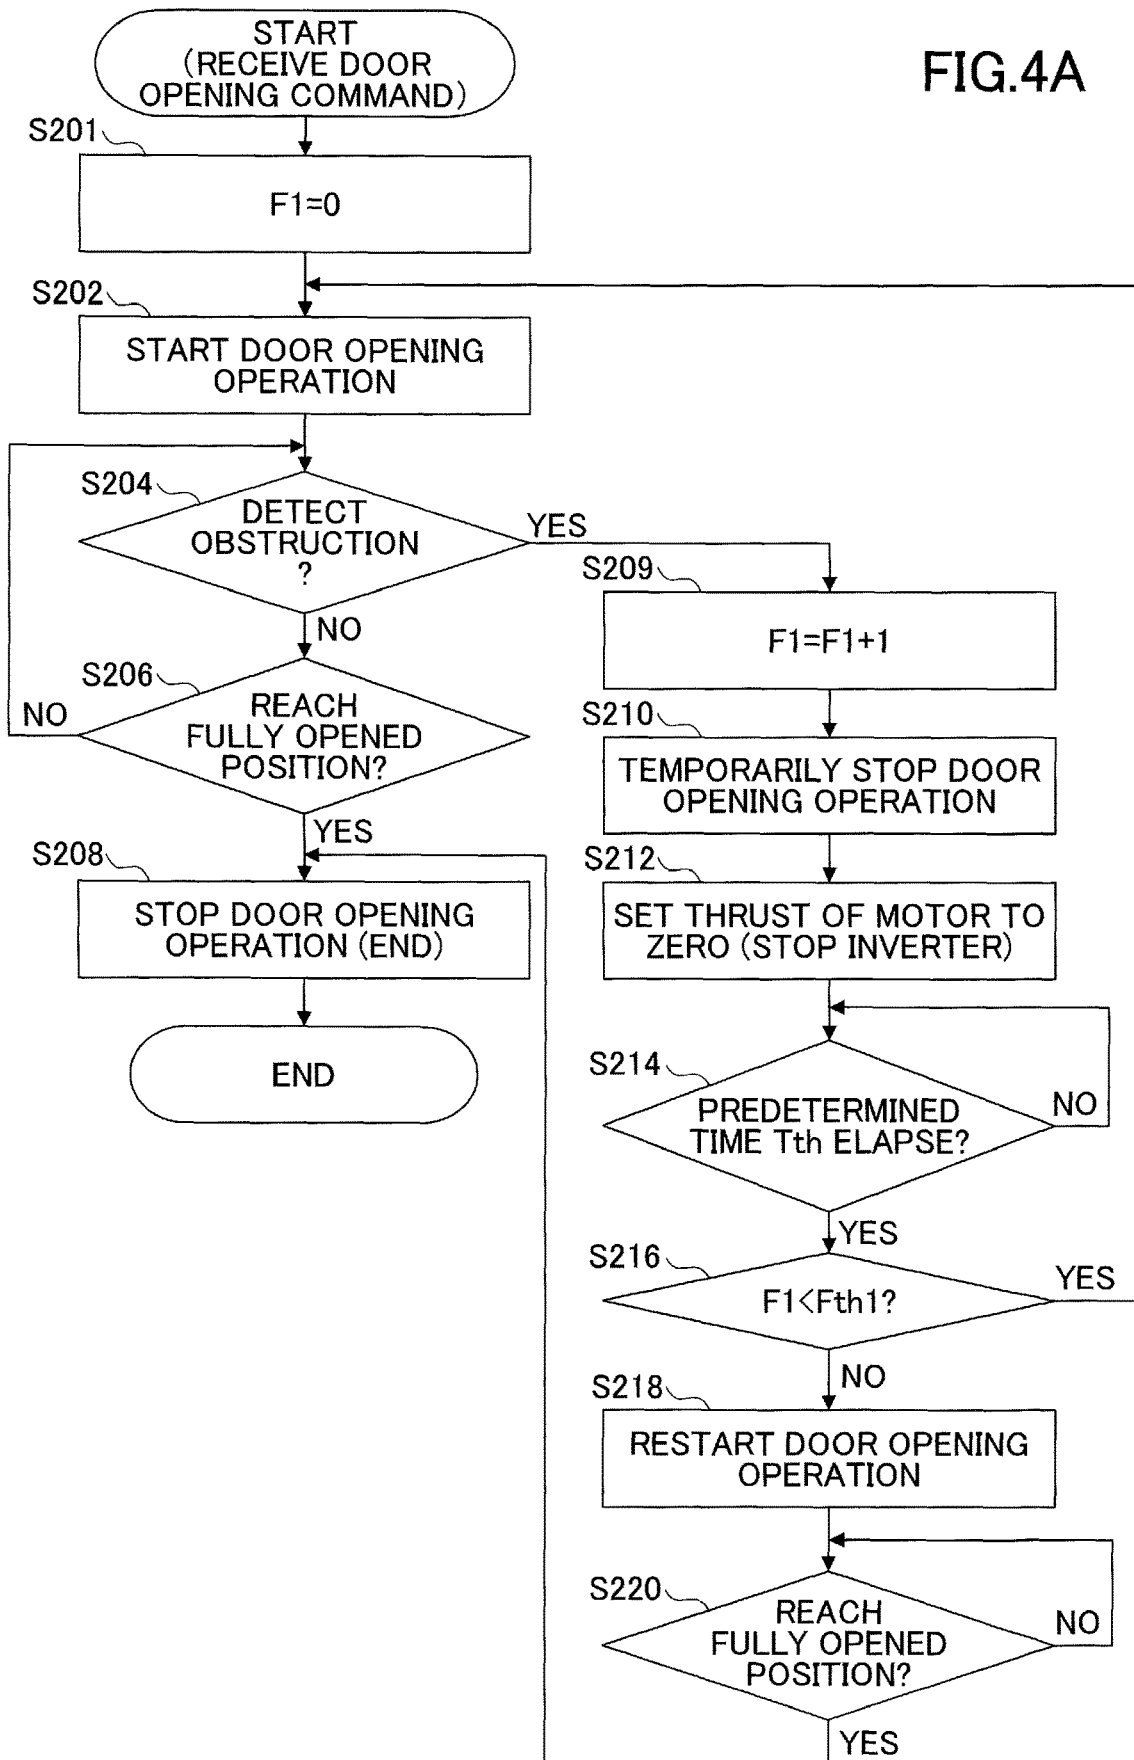 START
(RECEIVE DOOR
OPENING COMMAND)
FIG.4A
S201
F1=0
S202
START DOOR OPENING
OPERATION
S204
DETECT
OBSTRUCTION
?
YES
NO
S206
REACH
FULLY OPENED
POSITION?
NO
YES
S208
STOP DOOR OPENING
OPERATION (END)
END
S209
F1=F1+1
S210
TEMPORARILY STOP DOOR
OPENING OPERATION
S212
SET THRUST OF MOTOR TO
ZERO (STOP INVERTER)
S214
PREDETERMINED
TIME Tth ELAPSE?
NO
YES
S216
F1<Fth1?
YES
NO
S218
RESTART DOOR OPENING
OPERATION
S220
REACH
FULLY OPENED
POSITION?
NO
YES